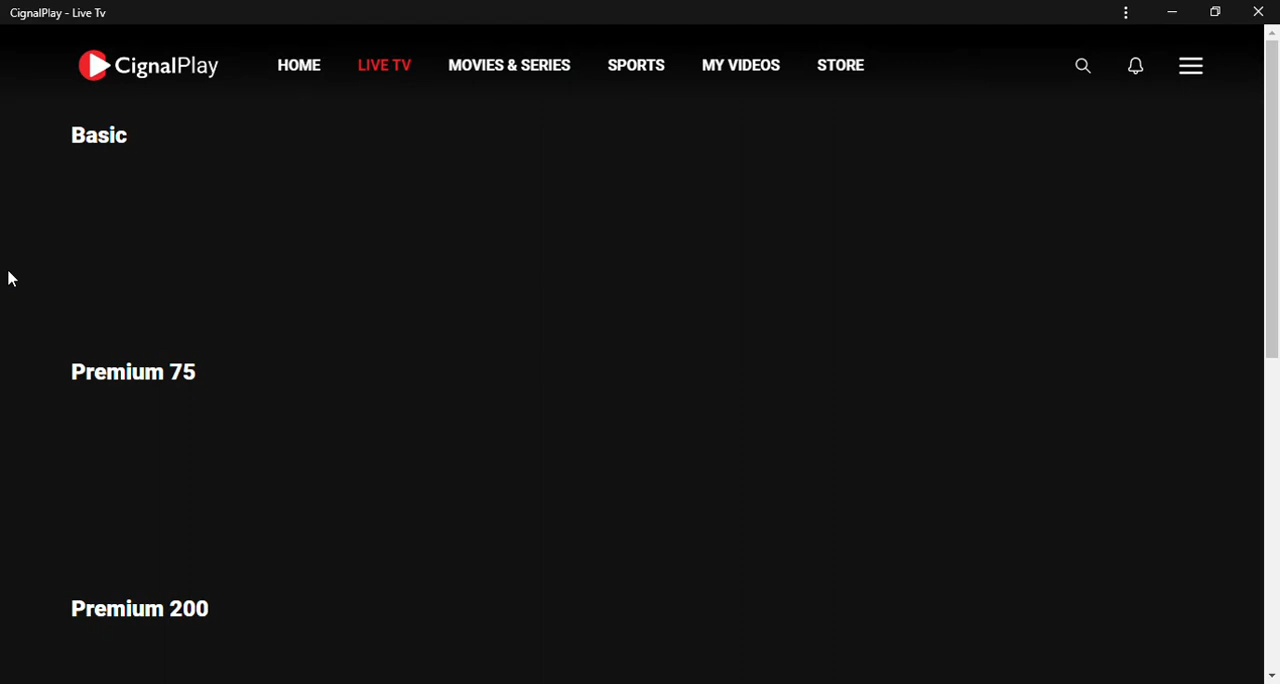 CignalPlay - Live Tv
CignalPlay
HOME
LIVE TV
MOVIES & SERIES
SPORTS
MY VIDEOS
STORE
Basic
Premium 75
Premium 200